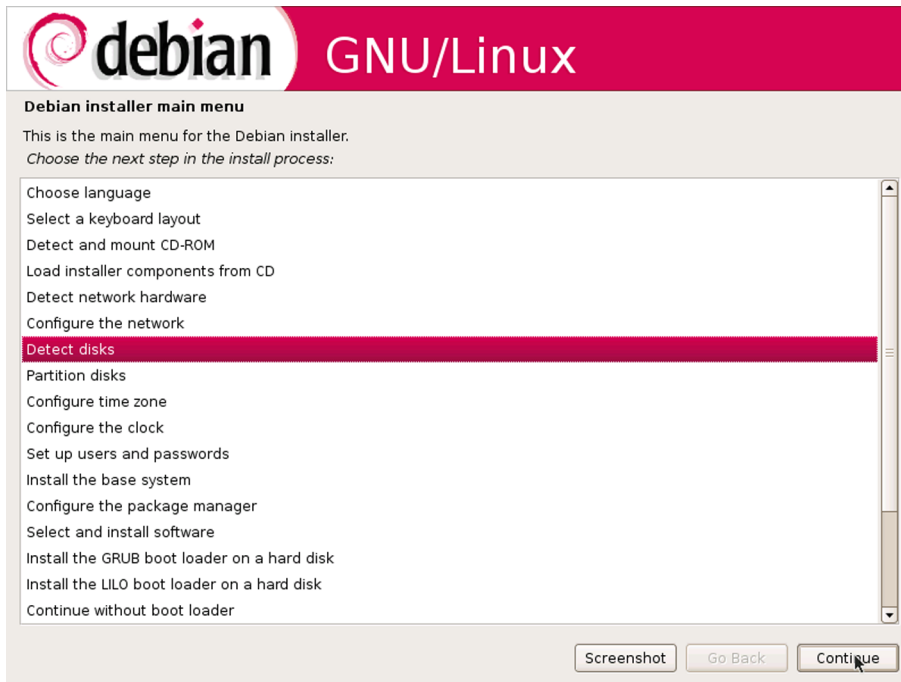 debian GNU/Linux
Debian installer main menu
This is the main menu for the Debian installer.
Choose the next step in the install process:
Choose language
Select a keyboard layout
Detect and mount CD-ROM
Load installer components from CD
Detect network hardware
Configure the network
Detect disks
Partition disks
Configure time zone
Configure the clock
Set up users and passwords
Install the base system
Configure the package manager
Select and install software
Install the GRUB boot loader on a hard disk
Install the LILO boot loader on a hard disk
Continue without boot loader
Screenshot Go Back Continue